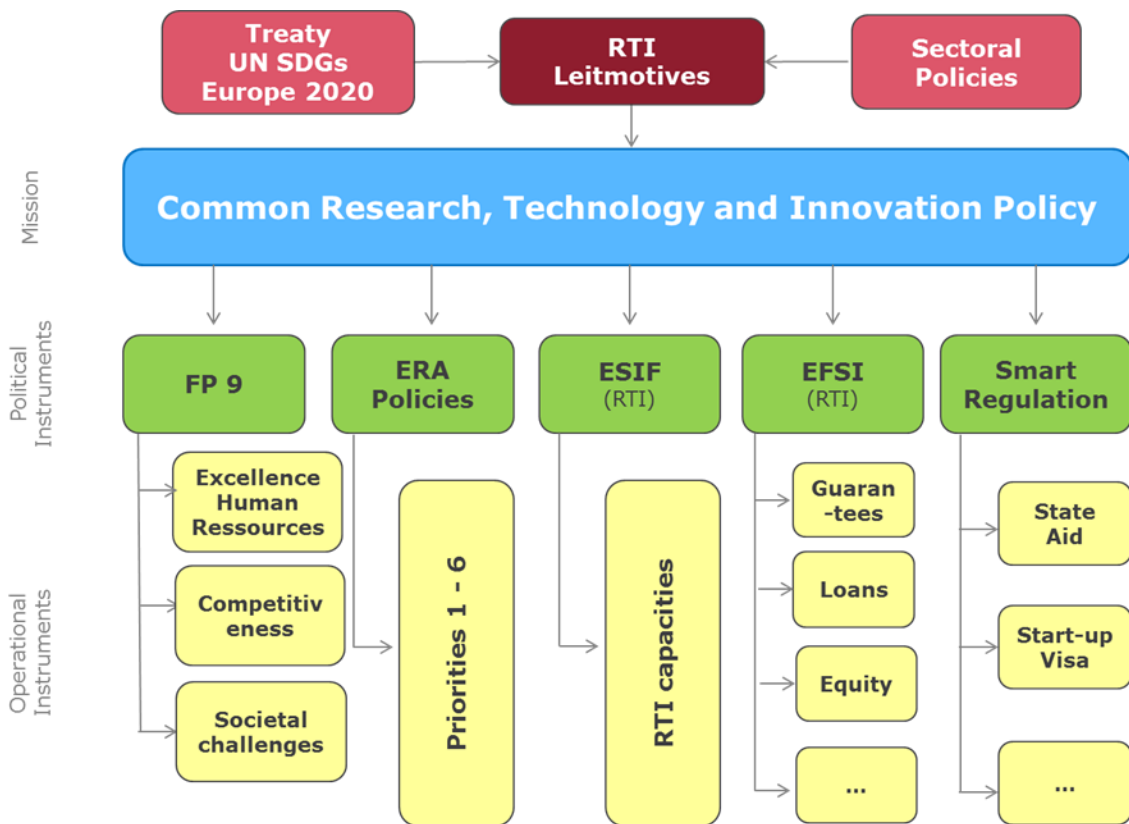 Treaty
UN SDGs
Europe 2020
RTI
Leitmotives
Sectoral
Policies
Mission
Common Research, Technology and Innovation Policy
Political
Instruments
FP 9
ERA
Policies
ESIF
(RTI)
EFSI
(RTI)
Smart
Regulation
Operational
Instruments
Excellence
Human
Ressources
Competitiv
eness
Societal
challenges
Priorities 1 - 6
RTI capacities
Guaran
-tees
Loans
Equity
...
State
Aid
Start-up
Visa
...